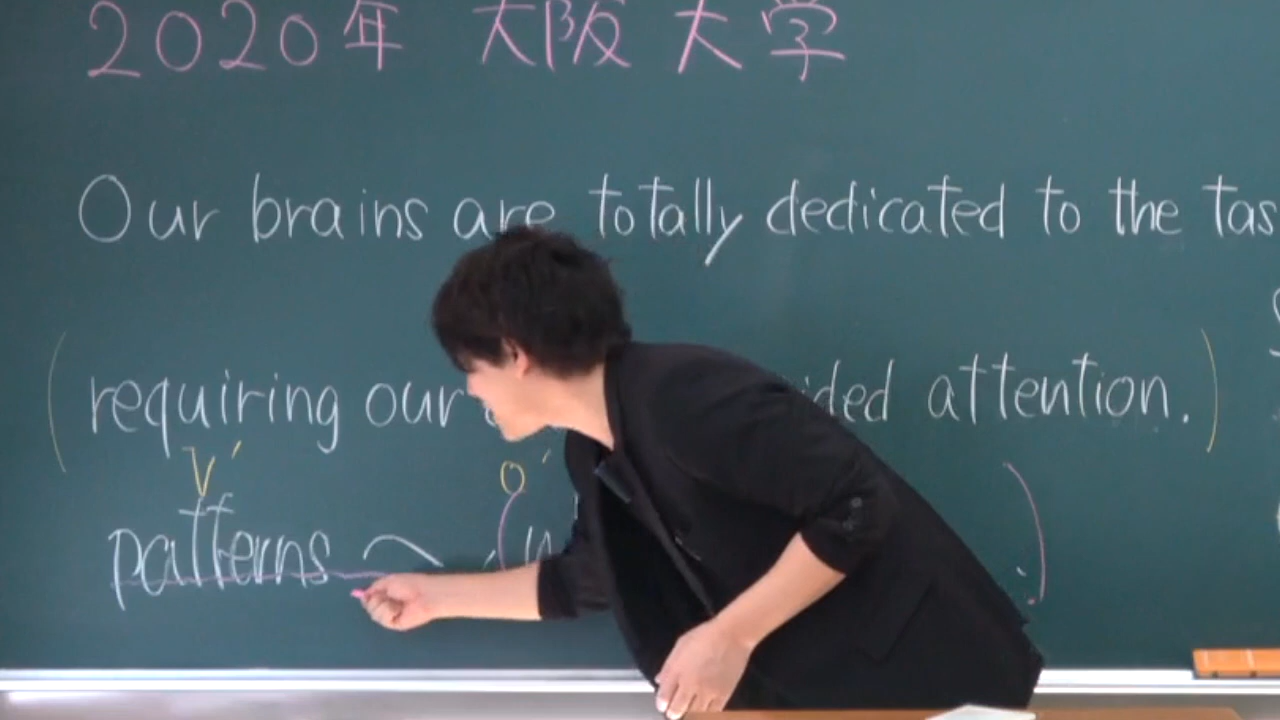 2020年 大阪大学
Our brains are totally dedicated to the tas
(requiring our ided attention.)
V' O'
patterns ~ , (